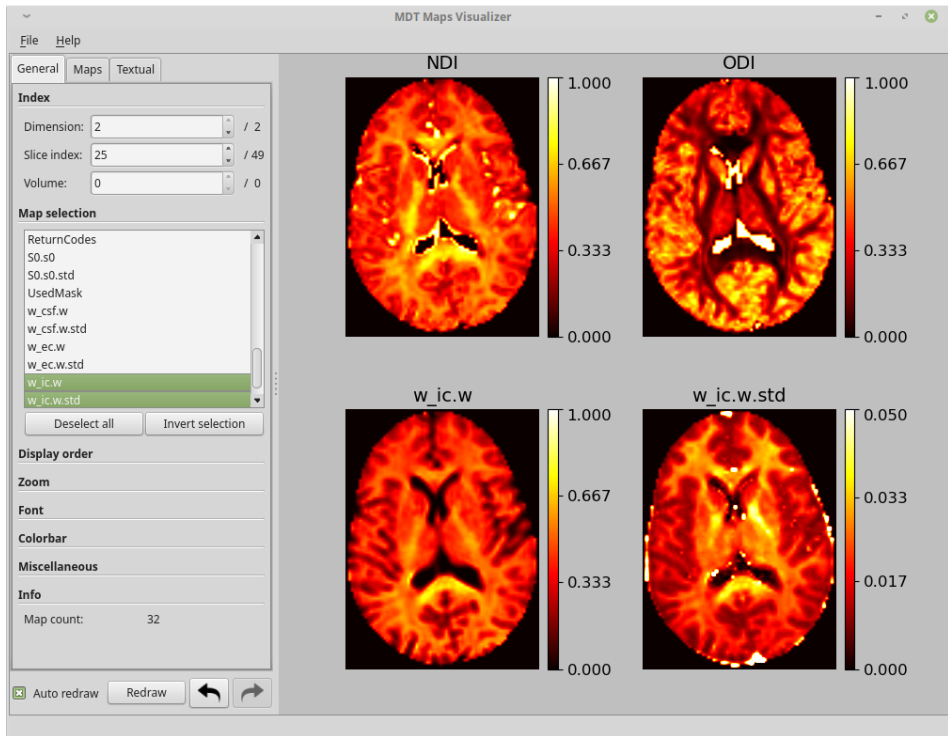 MDT Maps Visualizer
File Help
General Maps Textual
Index
Dimension: 2 / 2
Slice index: 25 / 49
Volume: 0 / 0
Map selection
ReturnCodes
S0.s0
S0.s0.std
UsedMask
w_csf.w
w_csf.w.std
w_ec.w
w_ec.w.std
w_ic.w
w_ic.w.std
Deselect all Invert selection
Display order
Zoom
Font
Colorbar
Miscellaneous
Info
Map count: 32
Auto redraw Redraw
NDI
1.000
0.667
0.333
0.000
ODI
1.000
0.667
0.333
0.000
w_ic.w
1.000
0.667
0.333
0.000
w_ic.w.std
0.050
0.033
0.017
0.000